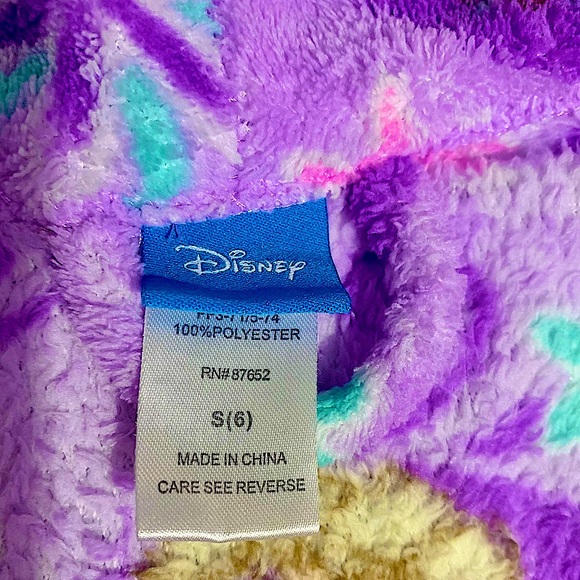 Disney
100%POLYESTER
RN#87652
S(6)
MADE IN CHINA
CARE SEE REVERSE